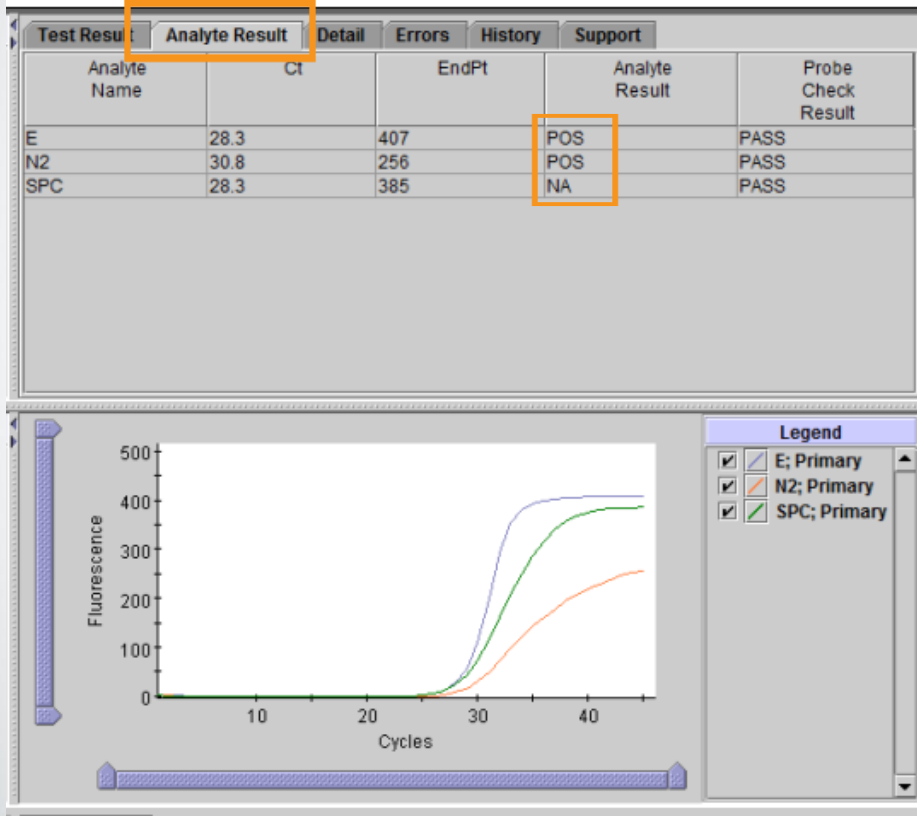 Test Result Analyte Result Detail Errors History Support
Analyte Name Ct EndPt Analyte Result Probe Check Result
E 28.3 407 POS PASS
N2 30.8 256 POS PASS
SPC 28.3 385 NA PASS
Legend
E; Primary
N2; Primary
SPC; Primary
500
400
300
200
100
0
Fluorescence
10 20 30 40
Cycles